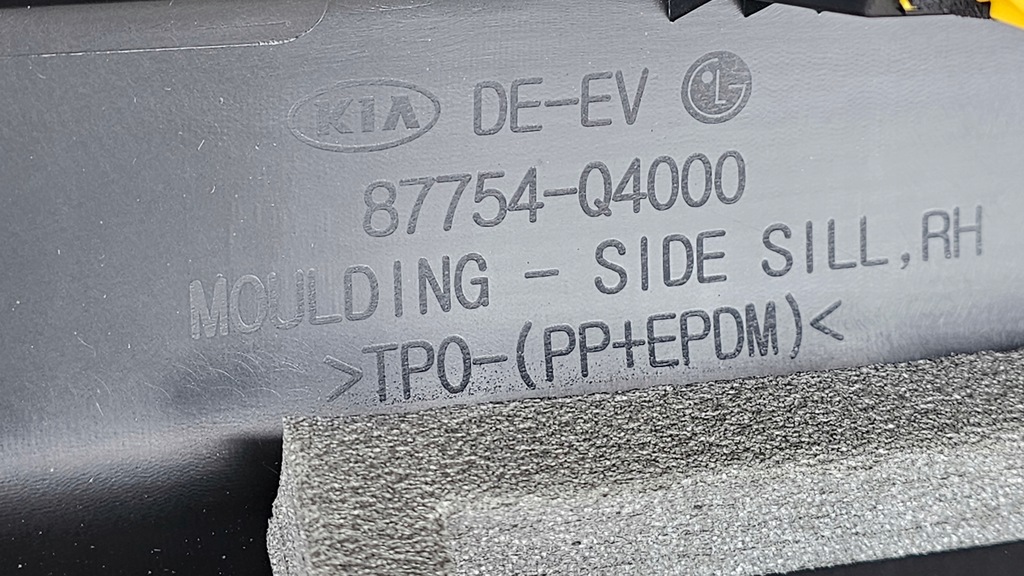 KIA DE-EV LG
87754-Q4000
MOULDING - SIDE SILL,RH
>TPO-(PP+EPDM)<